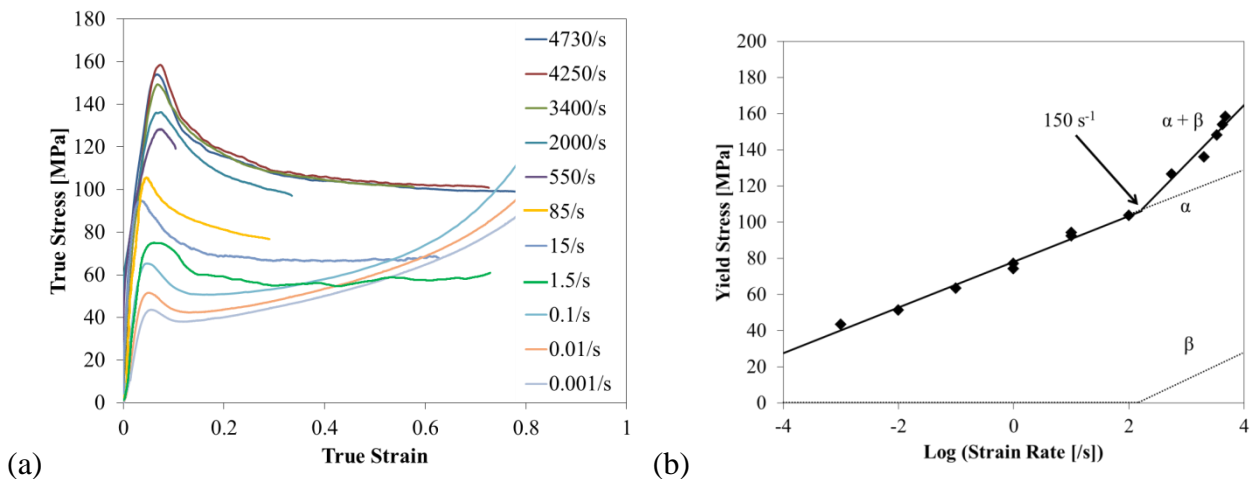 180
160
140
120
100
80
60
40
20
0
True Stress [MPa]
0
0.2
0.4
0.6
0.8
1
True Strain
4730/s
4250/s
3400/s
2000/s
550/s
85/s
15/s
1.5/s
0.1/s
0.01/s
0.001/s
(a)
200
180
160
140
120
100
80
60
40
20
0
Yield Stress [MPa]
150 s⁻¹
α + β
α
β
-4
-2
0
2
4
Log (Strain Rate [/s])
(b)